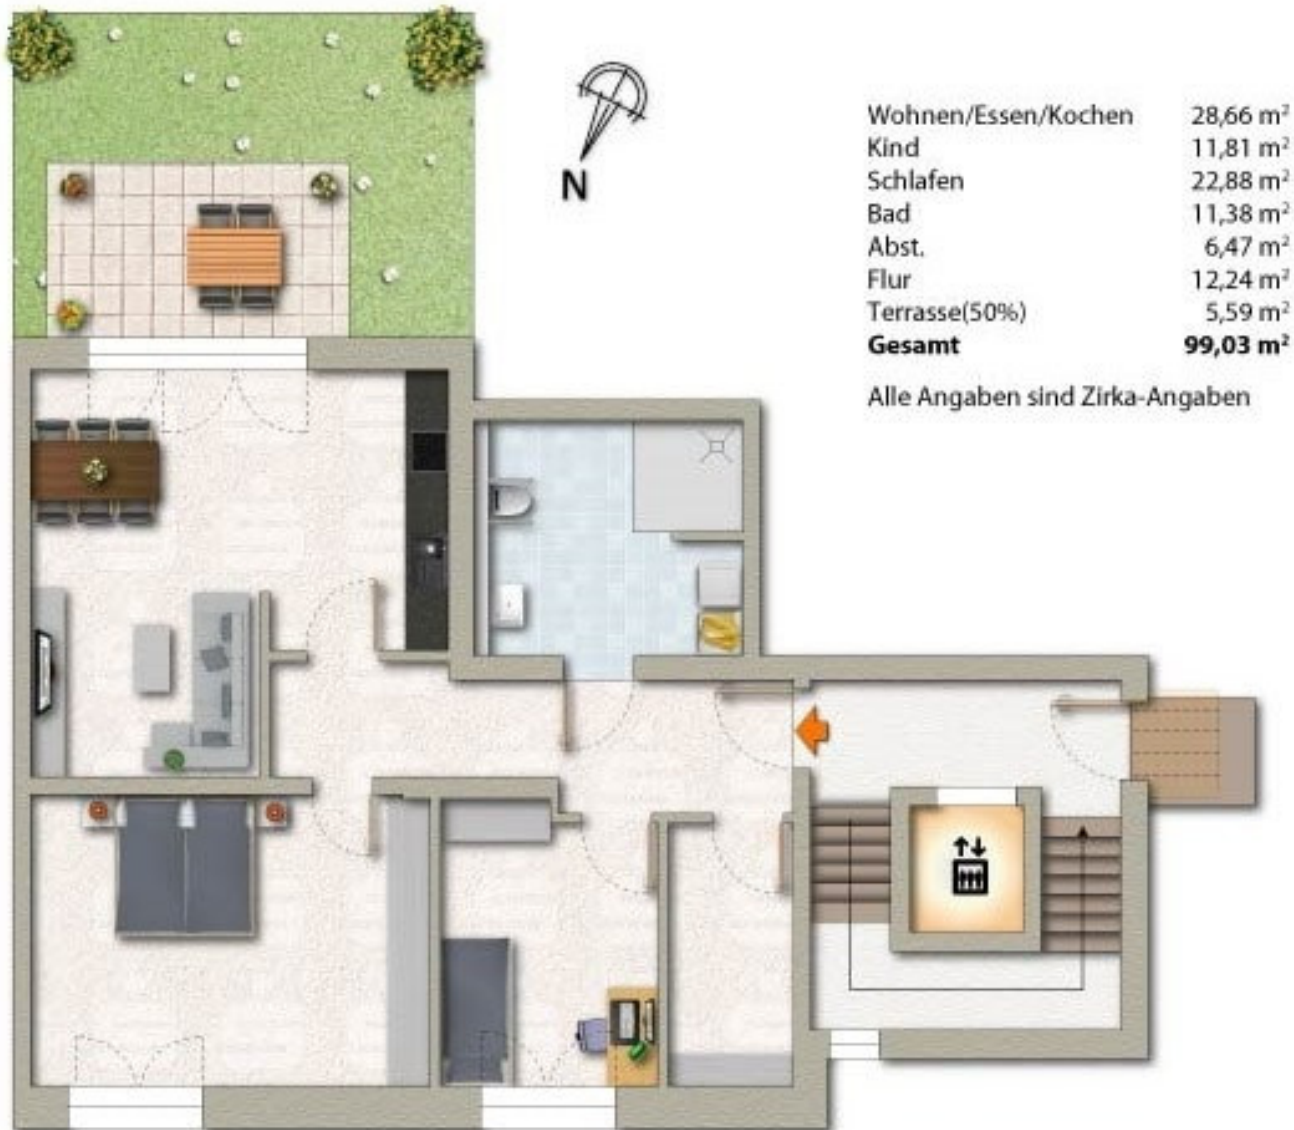 N
Wohnen/Essen/Kochen 28,66 m²
Kind 11,81 m²
Schlafen 22,88 m²
Bad 11,38 m²
Abst. 6,47 m²
Flur 12,24 m²
Terrasse(50%) 5,59 m²
Gesamt 99,03 m²
Alle Angaben sind Zirka-Angaben